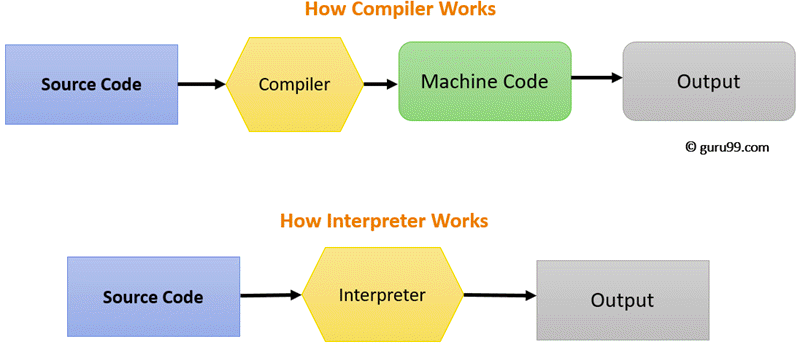 How Compiler Works
Source Code
Compiler
Machine Code
Output
© guru99.com
How Interpreter Works
Source Code
Interpreter
Output